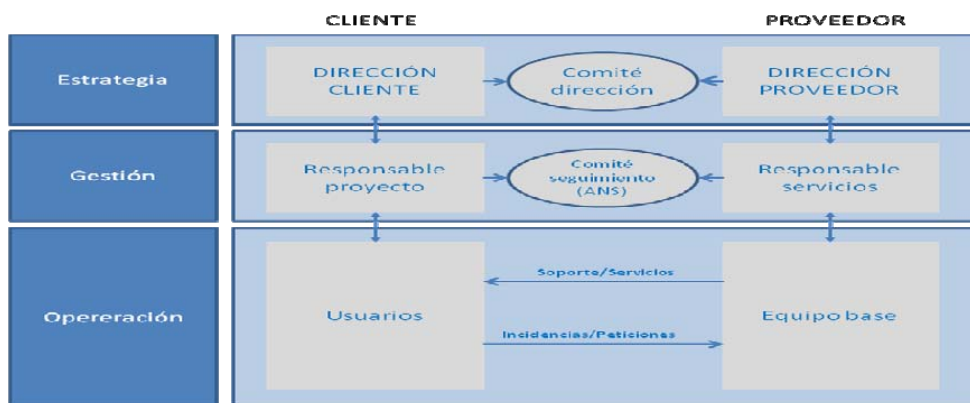 CLIENTE
PROVEEDOR
Estrategia
DIRECCIÓN
CLIENTE
Comité
dirección
DIRECCIÓN
PROVEEDOR
Gestión
Responsable
proyecto
Comité
seguimiento
(ANS)
Responsable
servicios
Opereración
Usuarios
Soporte/Servicios
Incidencias/Peticiones
Equipo base